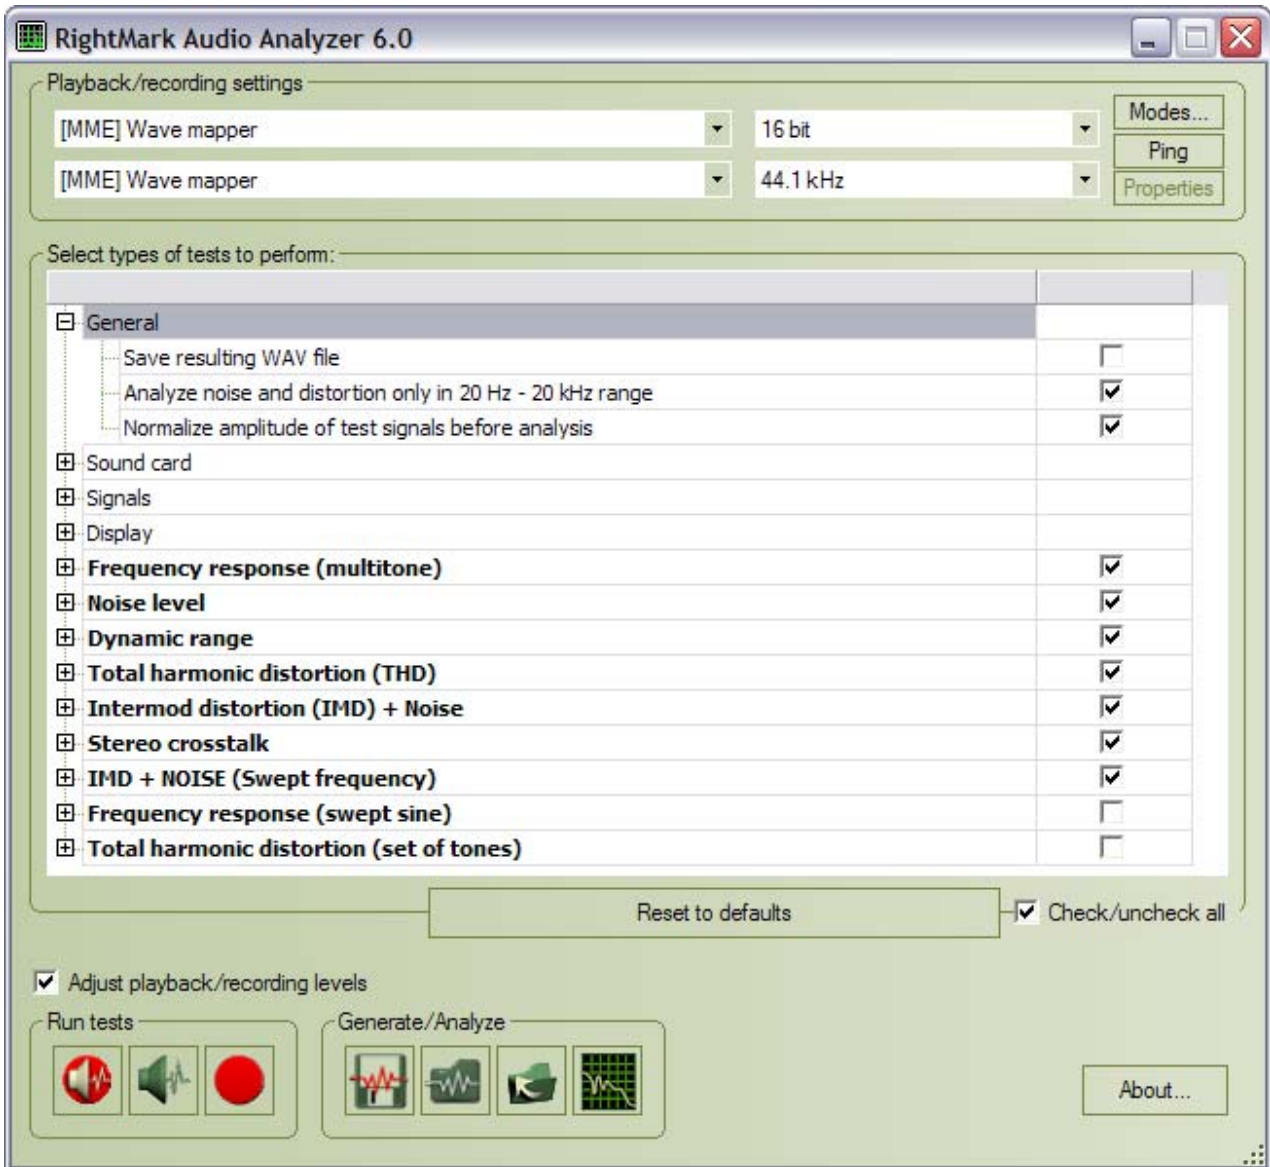 RightMark Audio Analyzer 6.0
Playback/recording settings
[MME] Wave mapper
16 bit
Modes...
Ping
[MME] Wave mapper
44.1 kHz
Properties
Select types of tests to perform:
General
Save resulting WAV file
Analyze noise and distortion only in 20 Hz - 20 kHz range
Normalize amplitude of test signals before analysis
Sound card
Signals
Display
Frequency response (multitone)
Noise level
Dynamic range
Total harmonic distortion (THD)
Intermod distortion (IMD) + Noise
Stereo crosstalk
IMD + NOISE (Swept frequency)
Frequency response (swept sine)
Total harmonic distortion (set of tones)
Reset to defaults
Check/uncheck all
Adjust playback/recording levels
Run tests
Generate/Analyze
About...